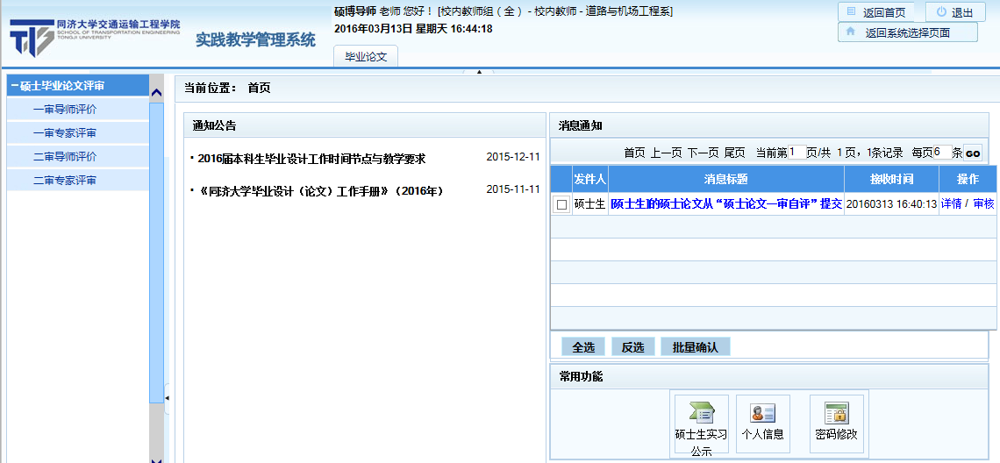 同济大学交通运输工程学院
SCHOOL OF TRANSPORTATION ENGINEERING
TONGJI UNIVERSITY
实践教学管理系统
硕博导师 老师 您好！ [校内教师组（全） - 校内教师 - 道路与机场工程系]
2016年03月13日 星期天 16:44:18
毕业论文
返回首页
退出
返回系统选择页面
硕士毕业论文评审
一审导师评价
一审专家评审
二审导师评价
二审专家评审
当前位置： 首页
通知公告
2016届本科生毕业设计工作时间节点与教学要求 2015-12-11
《同济大学毕业设计（论文）工作手册》（2016年） 2015-11-11
消息通知
首页 上一页 下一页 尾页 当前第1页/共 1 页，1条记录 每页6条 GO
发件人 消息标题 接收时间 操作
硕士生 [硕士生]的硕士论文从“硕士论文一审自评”提交 20160313 16:40:13 详情 / 审核
全选 反选 批量确认
常用功能
硕士生实习公示
个人信息
密码修改